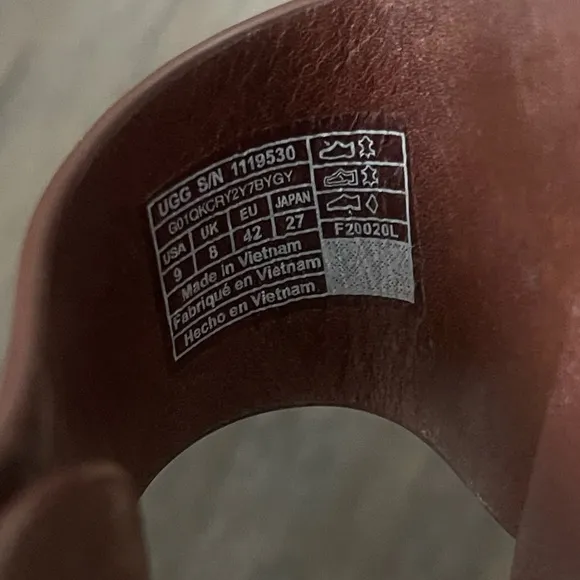 UGG S/N 1119530
G01QKCRY2Y7BYGY
USA UK EU JAPAN
9 8 42 27
Made in Vietnam
Fabriqué en Vietnam
Hecho en Vietnam
F20020L